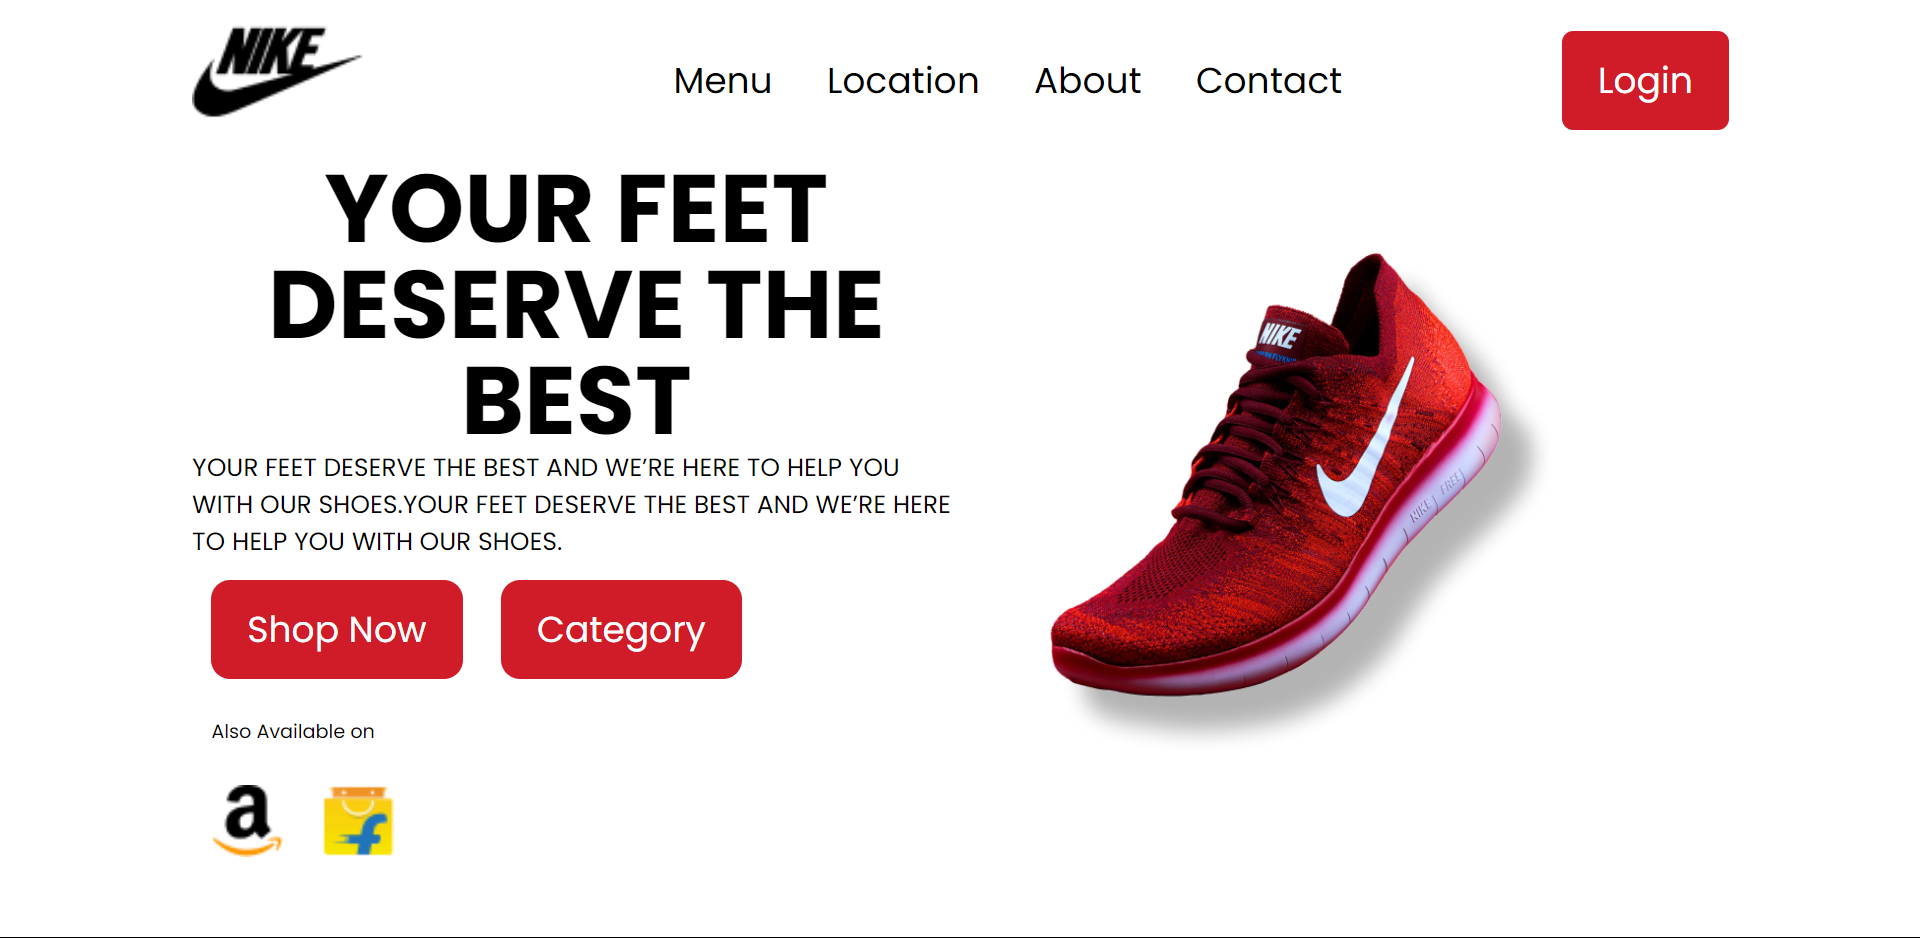 NIKE
Menu Location About Contact
Login
YOUR FEET
DESERVE THE
BEST
YOUR FEET DESERVE THE BEST AND WE’RE HERE TO HELP YOU
WITH OUR SHOES.YOUR FEET DESERVE THE BEST AND WE’RE HERE
TO HELP YOU WITH OUR SHOES.
Shop Now
Category
Also Available on
a
f
NIKE
NIKE FREE